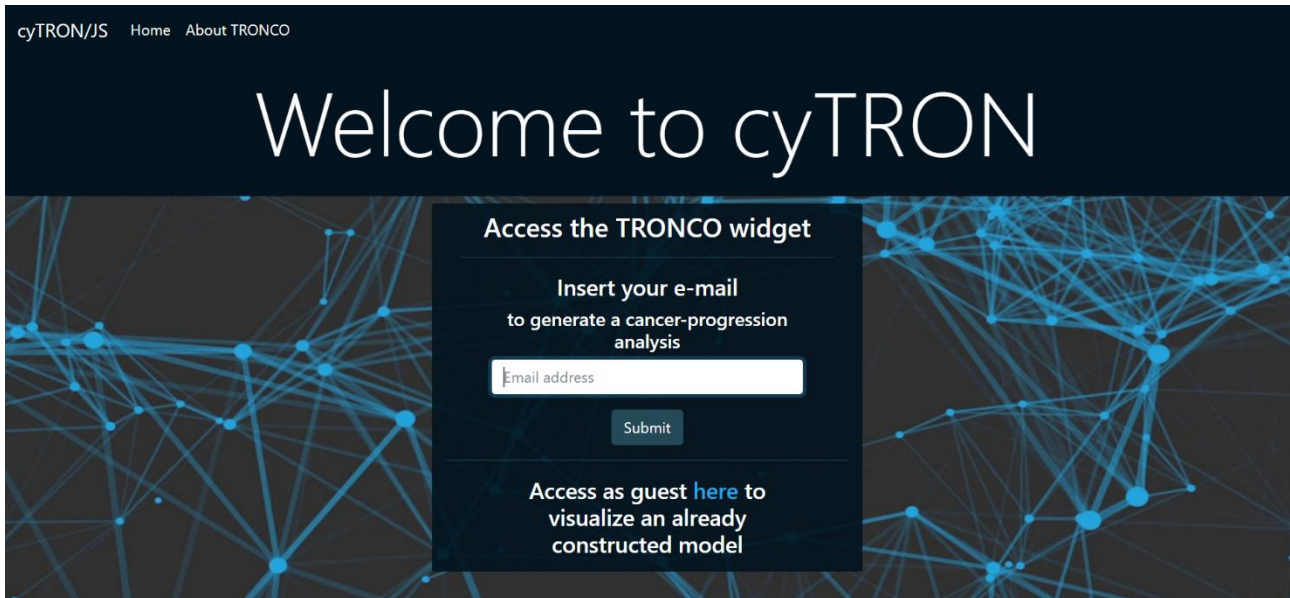 cyTRON/JS Home About TRONCO
Welcome to cyTRON
Access the TRONCO widget
Insert your e-mail
to generate a cancer-progression
analysis
Email address
Submit
Access as guest here to
visualize an already
constructed model